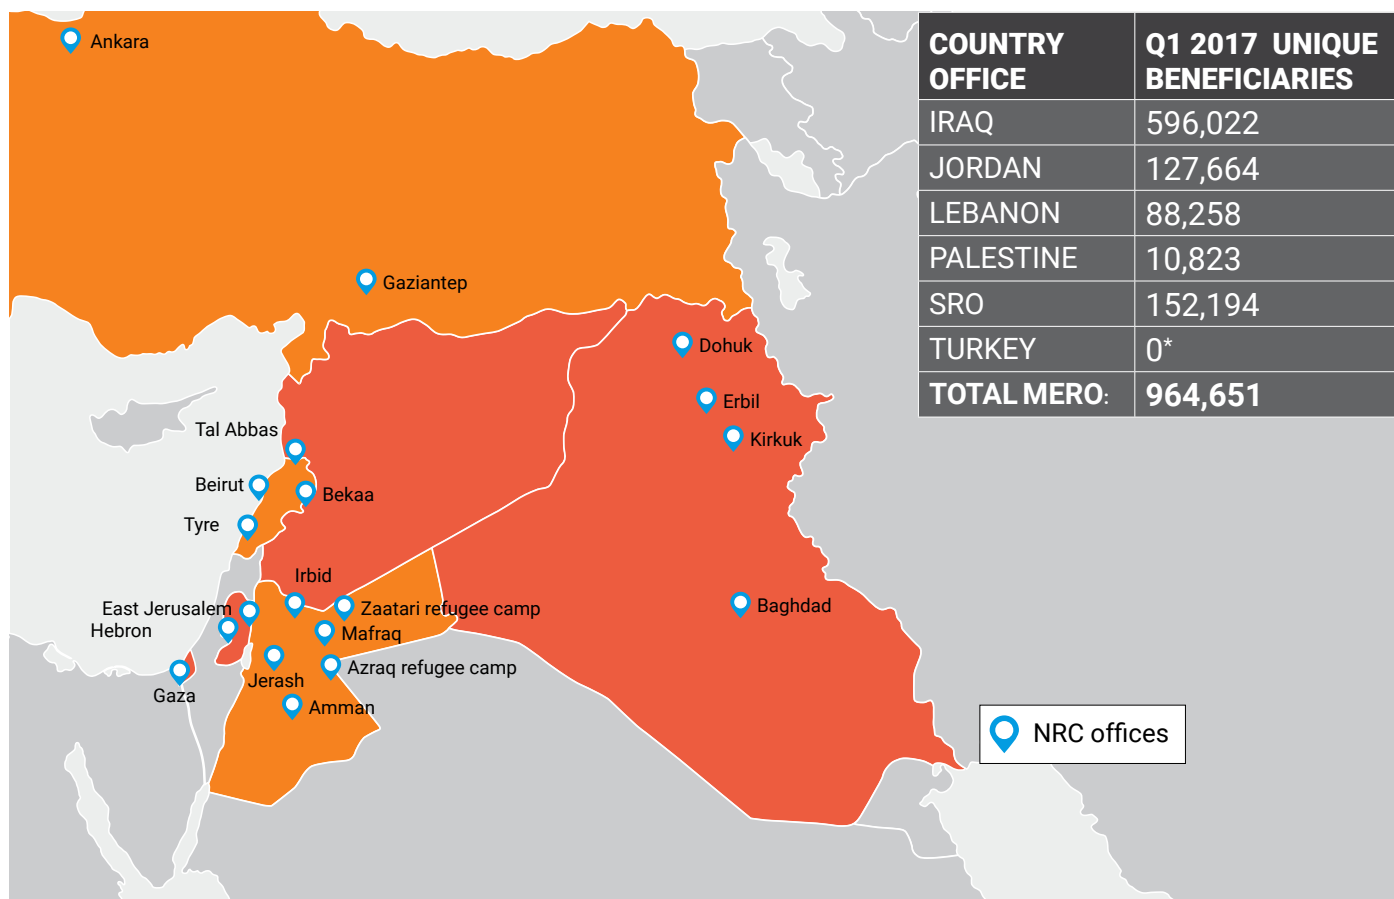 Ankara
COUNTRY OFFICE
Q1 2017 UNIQUE BENEFICIARIES
IRAQ 596,022
JORDAN 127,664
LEBANON 88,258
PALESTINE 10,823
SRO 152,194
TURKEY 0*
TOTAL MERO: 964,651
Gaziantep
Dohuk
Erbil
Kirkuk
Tal Abbas
Beirut
Bekaa
Tyre
Irbid
East Jerusalem
Zaatari refugee camp
Baghdad
Hebron
Mafraq
Azraq refugee camp
Jerash
Gaza
Amman
NRC offices